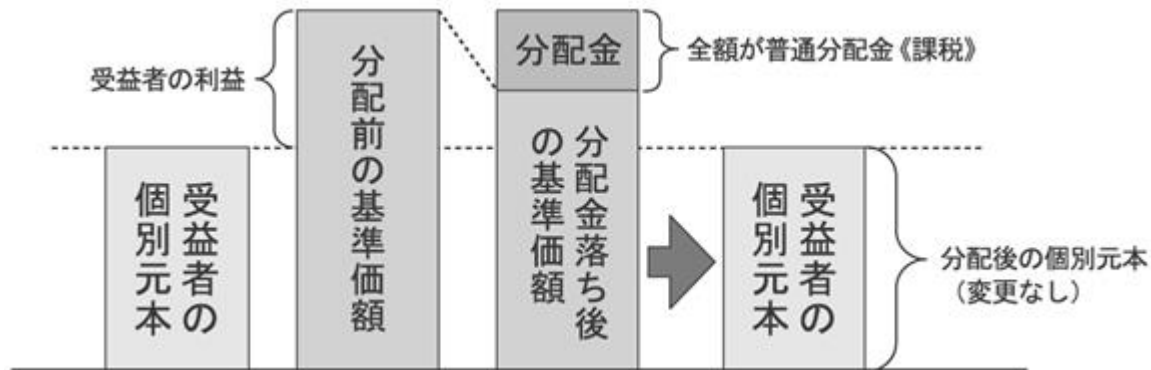 受益者の利益
受益者の
個別元本
分配前の基準価額
分配金
全額が普通分配金《課税》
分配金落ち後
の基準価額
受益者の
個別元本
分配後の個別元本
（変更なし）